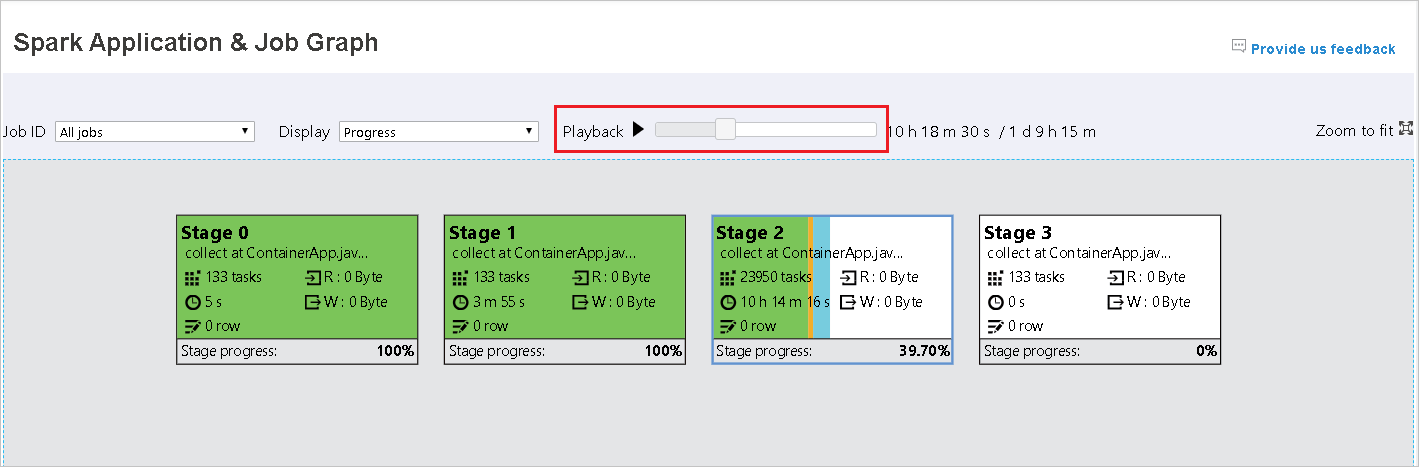 Spark Application & Job Graph
Provide us feedback
Job ID All jobs Display Progress Playback 10 h 18 m 30 s / 1 d 9 h 15 m Zoom to fit
Stage 0
collect at ContainerApp.jav...
133 tasks R : 0 Byte
5 s W : 0 Byte
0 row
Stage progress: 100%
Stage 1
collect at ContainerApp.jav...
133 tasks R : 0 Byte
3 m 55 s W : 0 Byte
0 row
Stage progress: 100%
Stage 2
collect at ContainerApp.jav...
23950 tasks R : 0 Byte
10 h 14 m 16 s W : 0 Byte
0 row
Stage progress: 39.70%
Stage 3
collect at ContainerApp.jav...
133 tasks R : 0 Byte
0 s W : 0 Byte
0 row
Stage progress: 0%